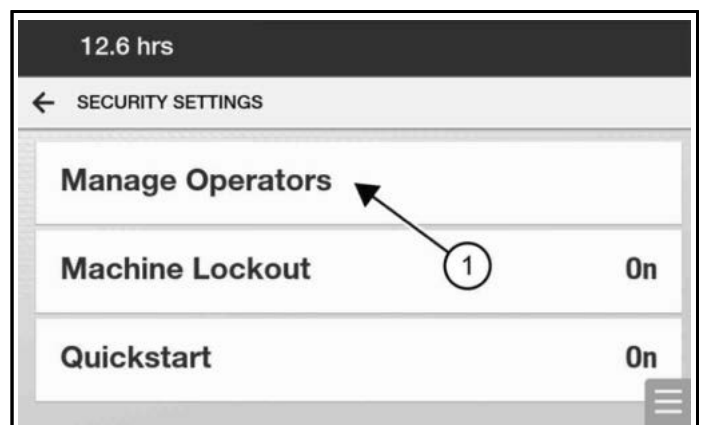 12.6 hrs
← SECURITY SETTINGS
Manage Operators
1
Machine Lockout On
Quickstart On